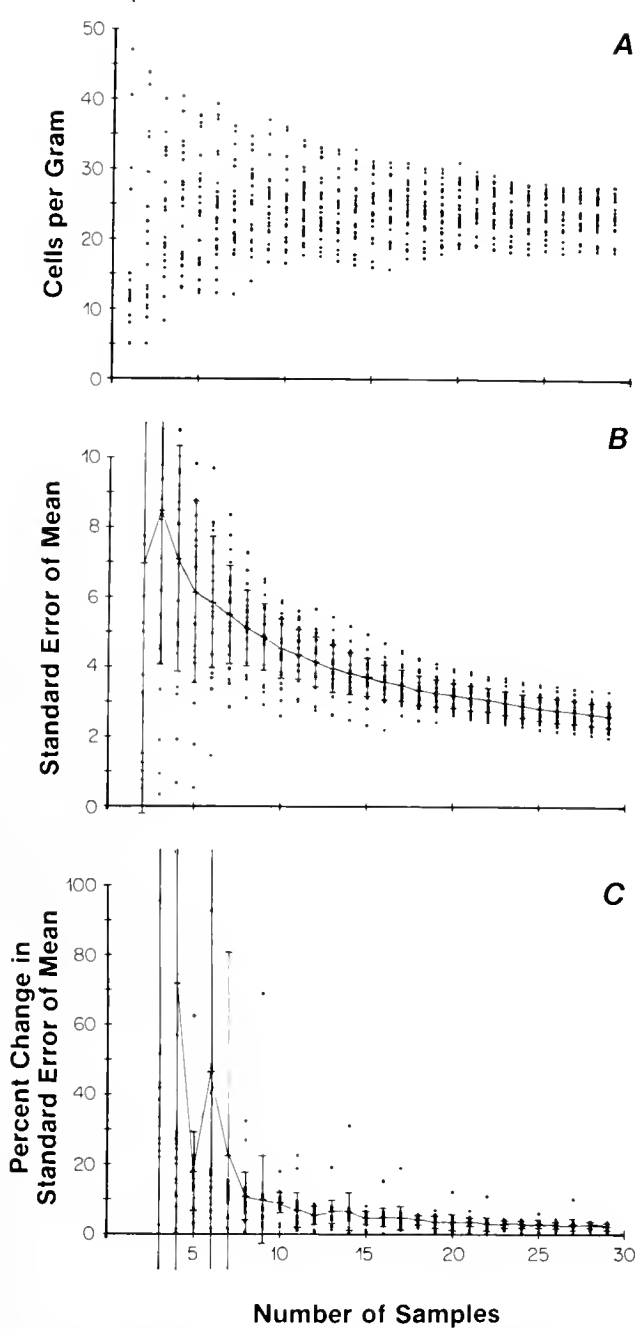 A
50
40
30
20
10
0
Cells per Gram
B
10
8
6
4
2
0
Standard Error of Mean
C
100
80
60
40
20
0
Percent Change in
Standard Error of Mean
5 10 15 20 25 30
Number of Samples